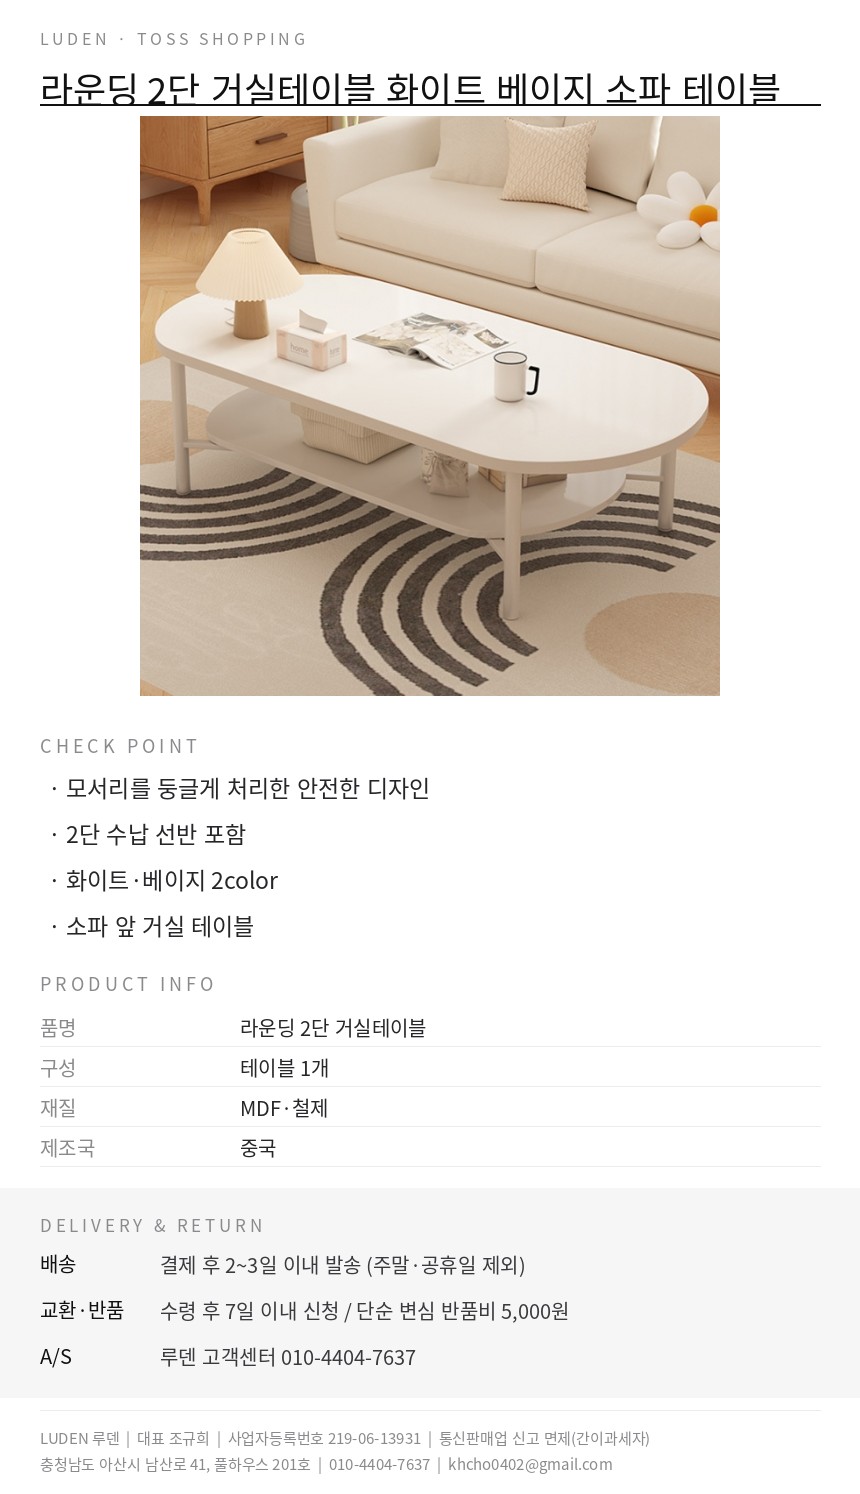 LUDEN · TOSS SHOPPING
라운딩 2단 거실테이블 화이트 베이지 소파 테이블
home
CHECK POINT
· 모서리를 둥글게 처리한 안전한 디자인
· 2단 수납 선반 포함
· 화이트·베이지 2color
· 소파 앞 거실 테이블
PRODUCT INFO
품명 라운딩 2단 거실테이블
구성 테이블 1개
재질 MDF·철제
제조국 중국
DELIVERY & RETURN
배송 결제 후 2~3일 이내 발송 (주말·공휴일 제외)
교환·반품 수령 후 7일 이내 신청 / 단순 변심 반품비 5,000원
A/S 루덴 고객센터 010-4404-7637
LUDEN 루덴 | 대표 조규희 | 사업자등록번호 219-06-13931 | 통신판매업 신고 면제(간이과세자)
충청남도 아산시 남산로 41, 풀하우스 201호 | 010-4404-7637 | khcho0402@gmail.com